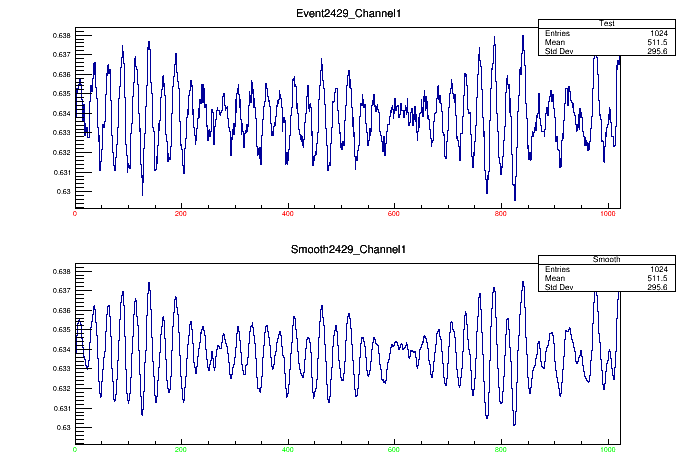 Event2429_Channel1
Test
Entries 1024
Mean 511.5
Std Dev 295.6
0.638
0.637
0.636
0.635
0.634
0.633
0.632
0.631
0.63
0 200 400 600 800 1000
Smooth2429_Channel1
Smooth
Entries 1024
Mean 511.5
Std Dev 295.6
0.638
0.637
0.636
0.635
0.634
0.633
0.632
0.631
0.63
0 200 400 600 800 1000